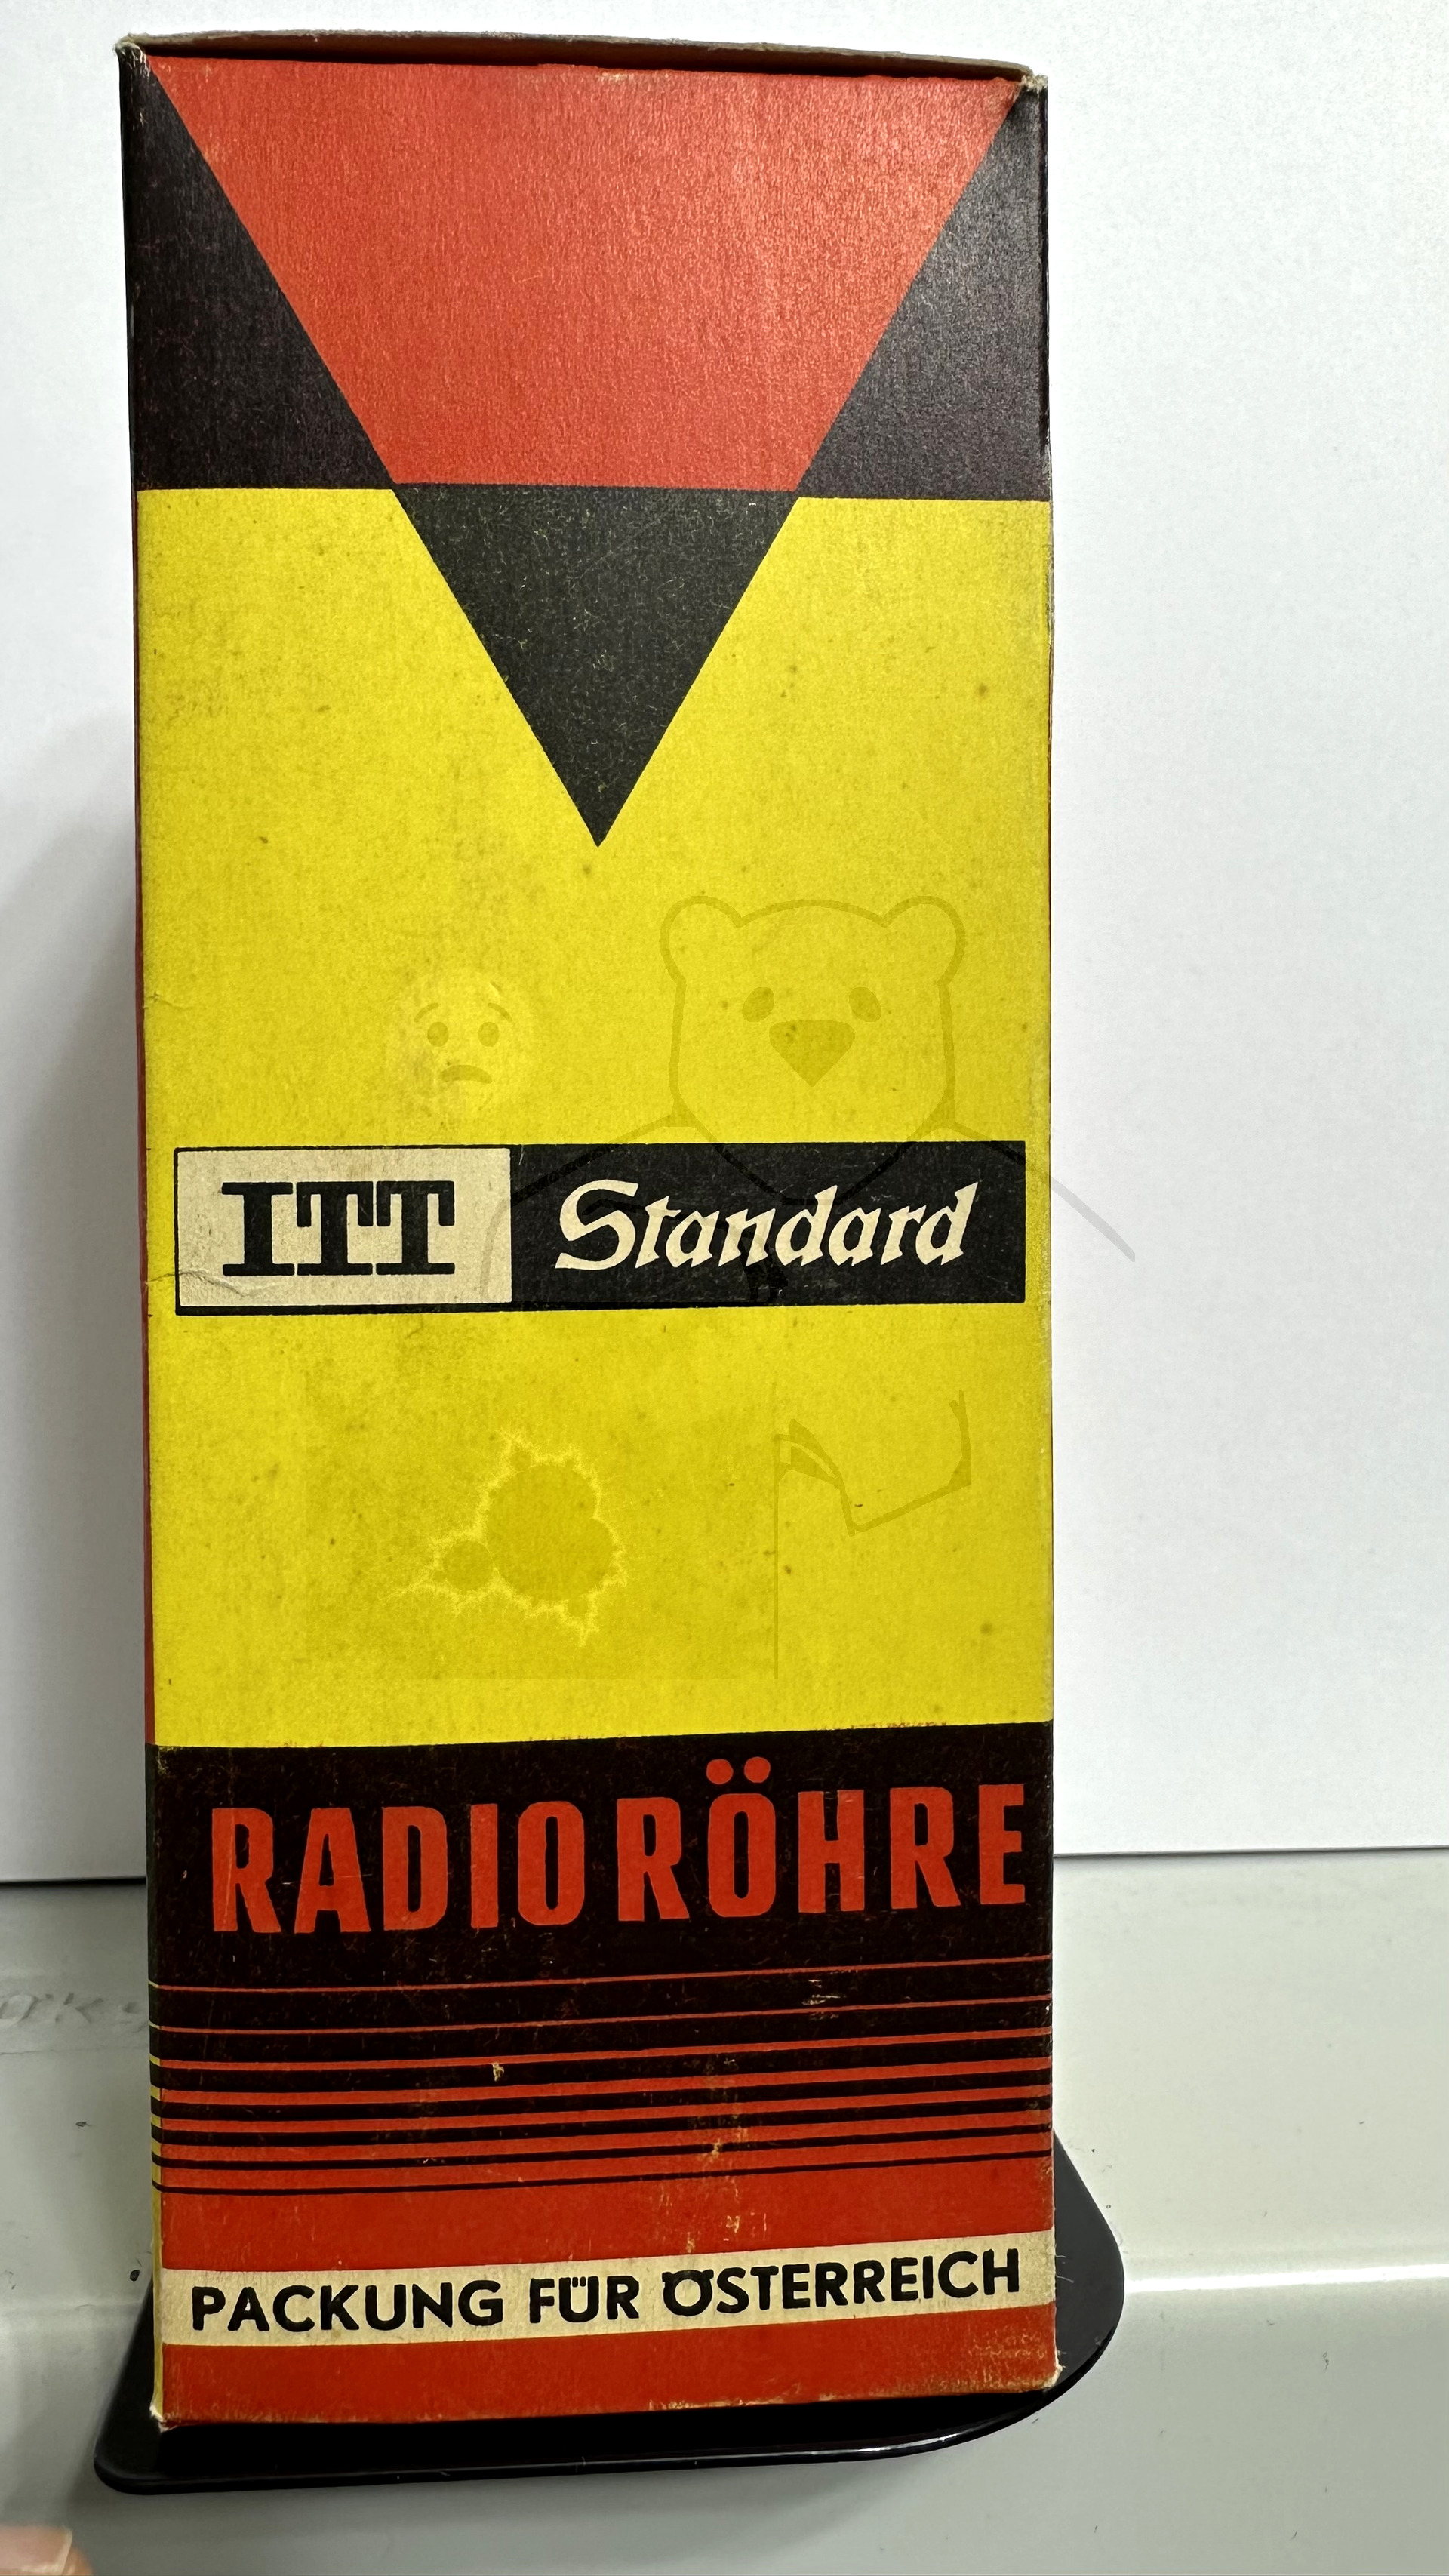 ITT Standard
RADIORÖHRE
PACKUNG FÜR ÖSTERREICH